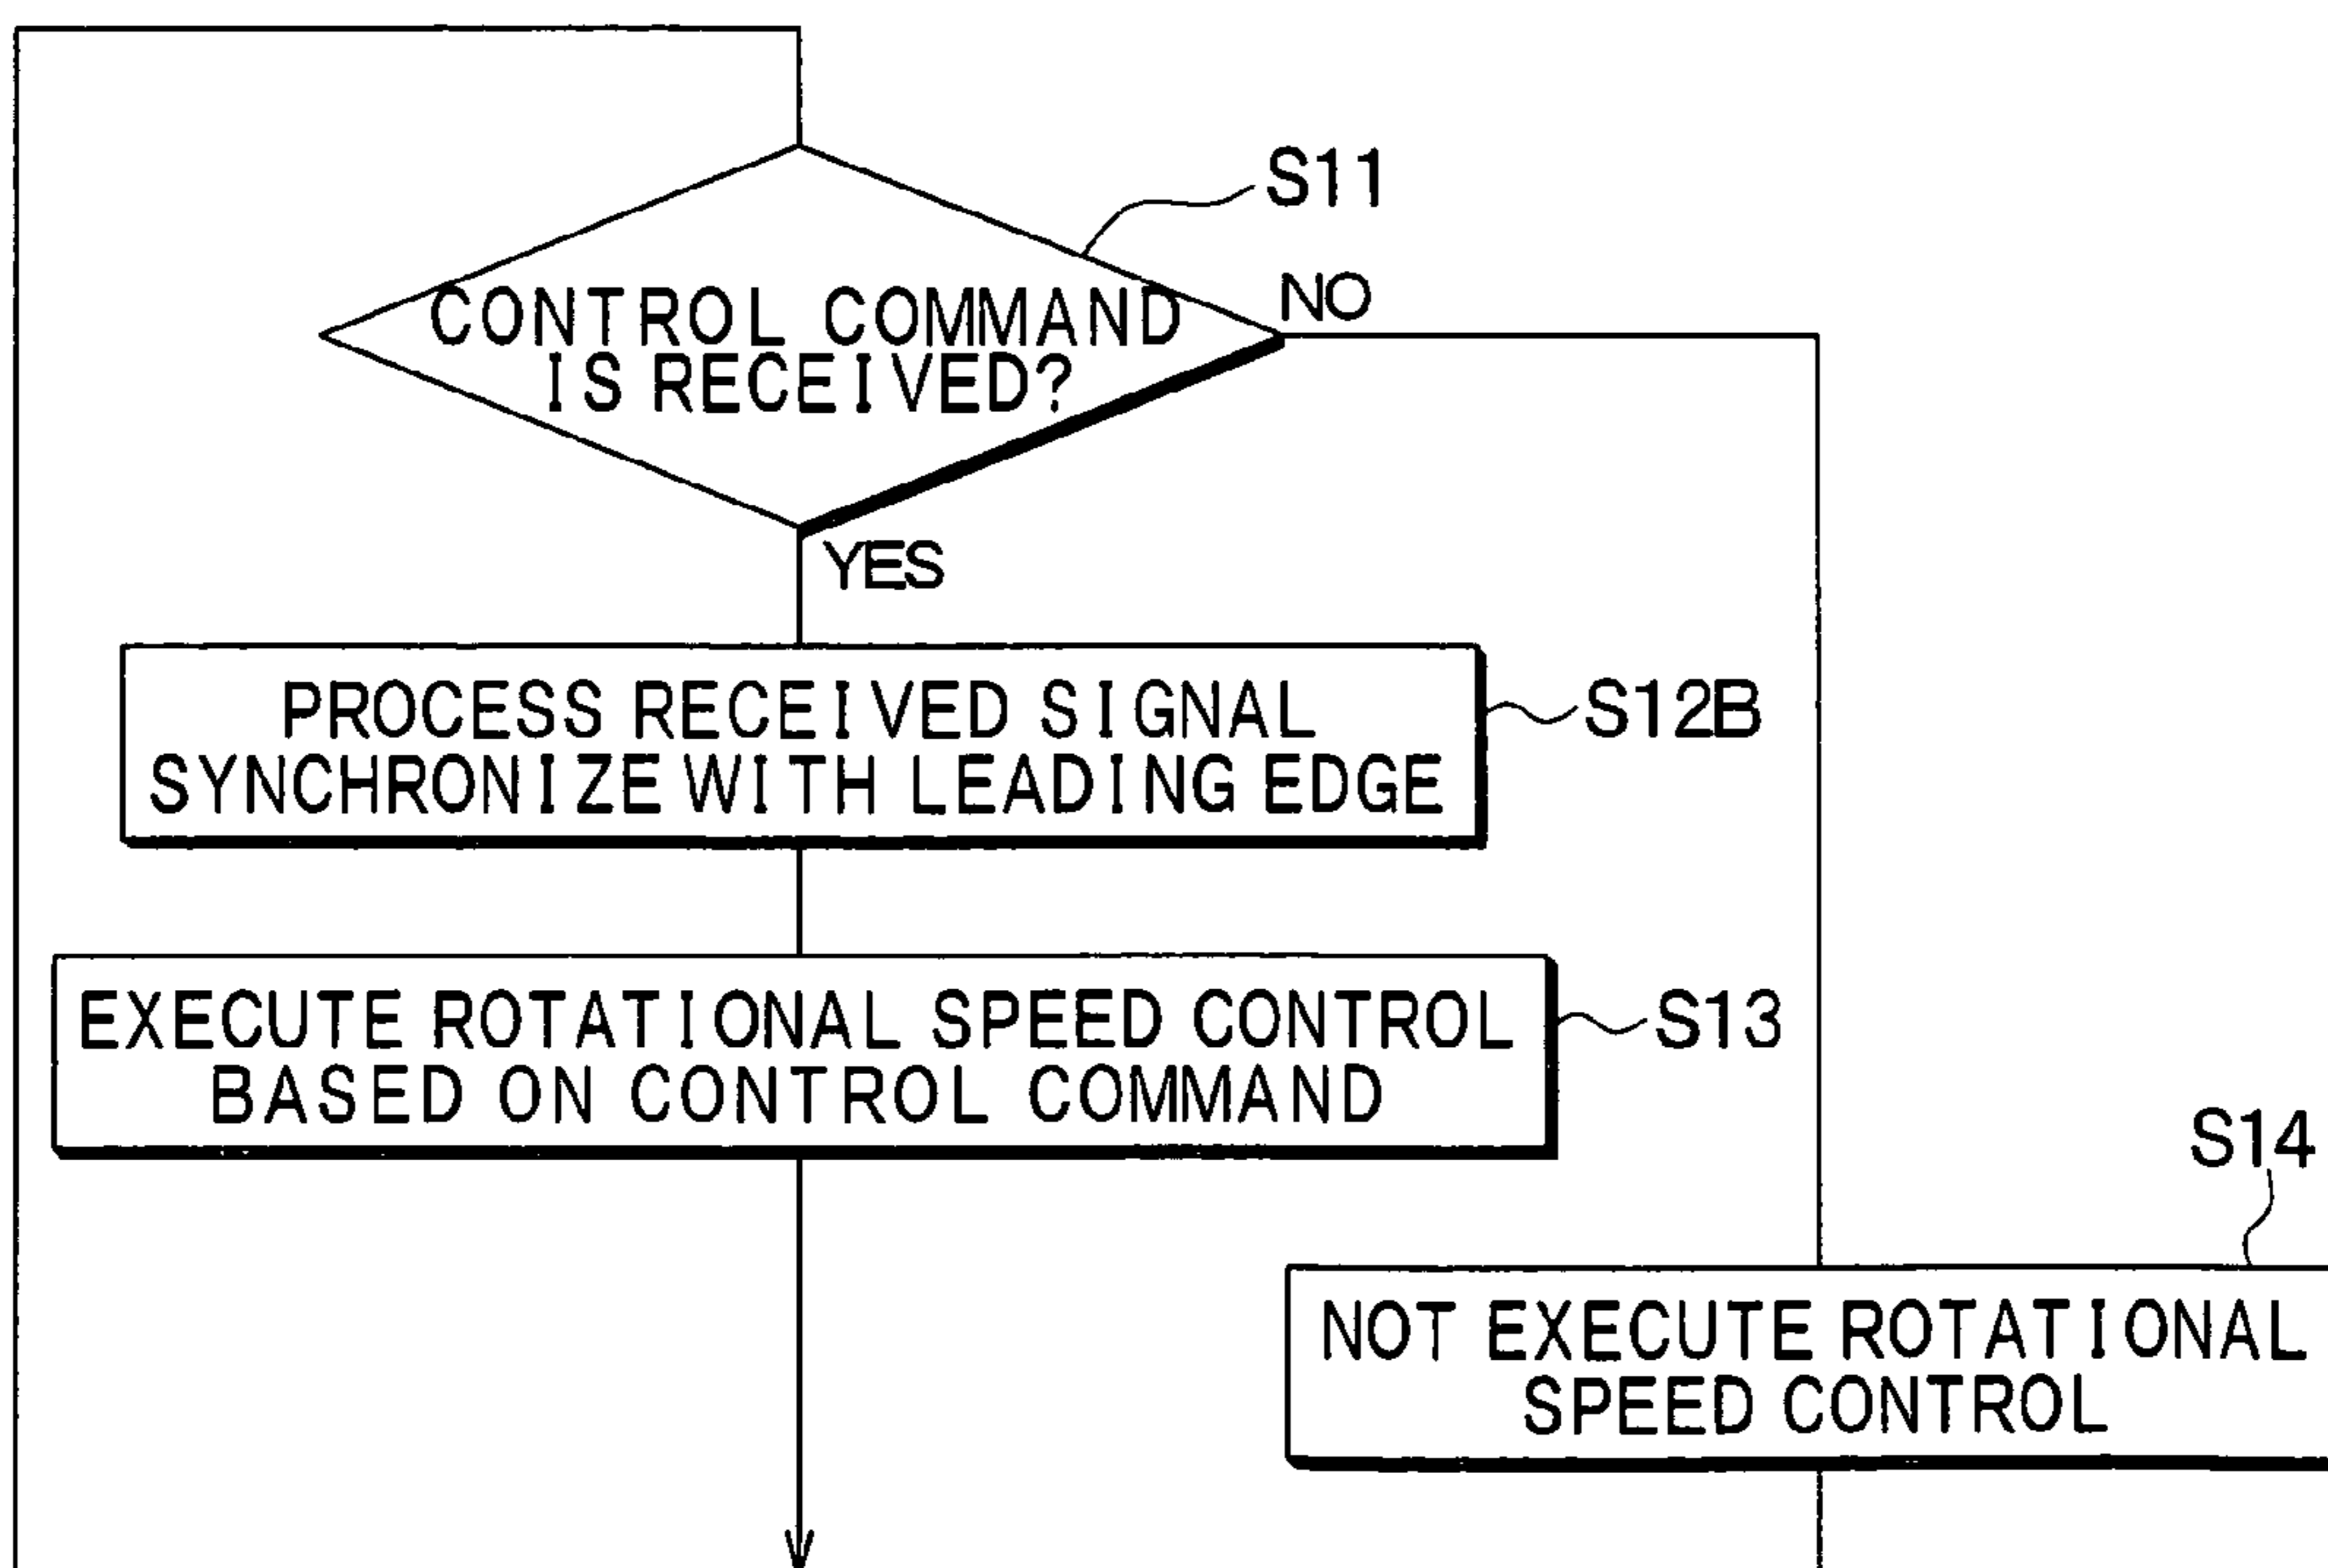 S11
CONTROL COMMAND
IS RECEIVED?
NO
YES
PROCESS RECEIVED SIGNAL
SYNCHRONIZE WITH LEADING EDGE
S12B
EXECUTE ROTATIONAL SPEED CONTROL
BASED ON CONTROL COMMAND
S13
S14
NOT EXECUTE ROTATIONAL
SPEED CONTROL